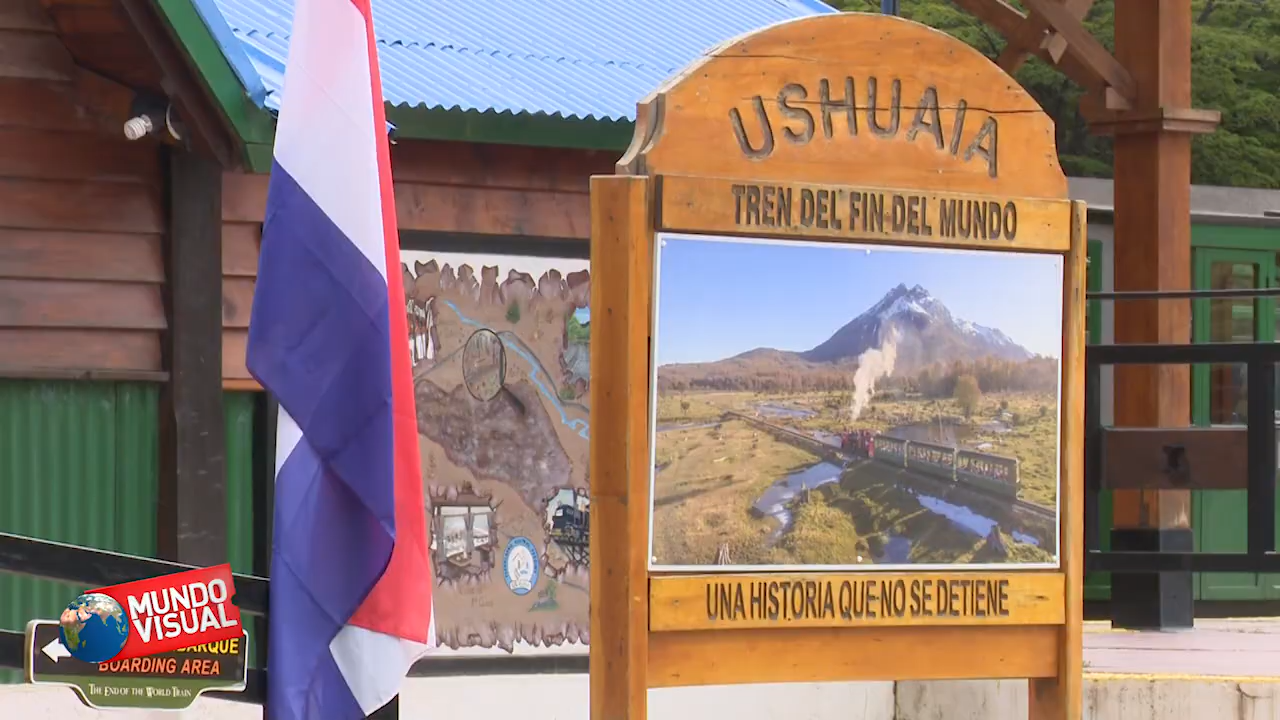 USHUAIA
TREN DEL FIN DEL MUNDO
UNA HISTORIA QUE NO SE DETIENE
MUNDO
VISUAL
BOARDING AREA
THE END OF THE WORLD TRAIN